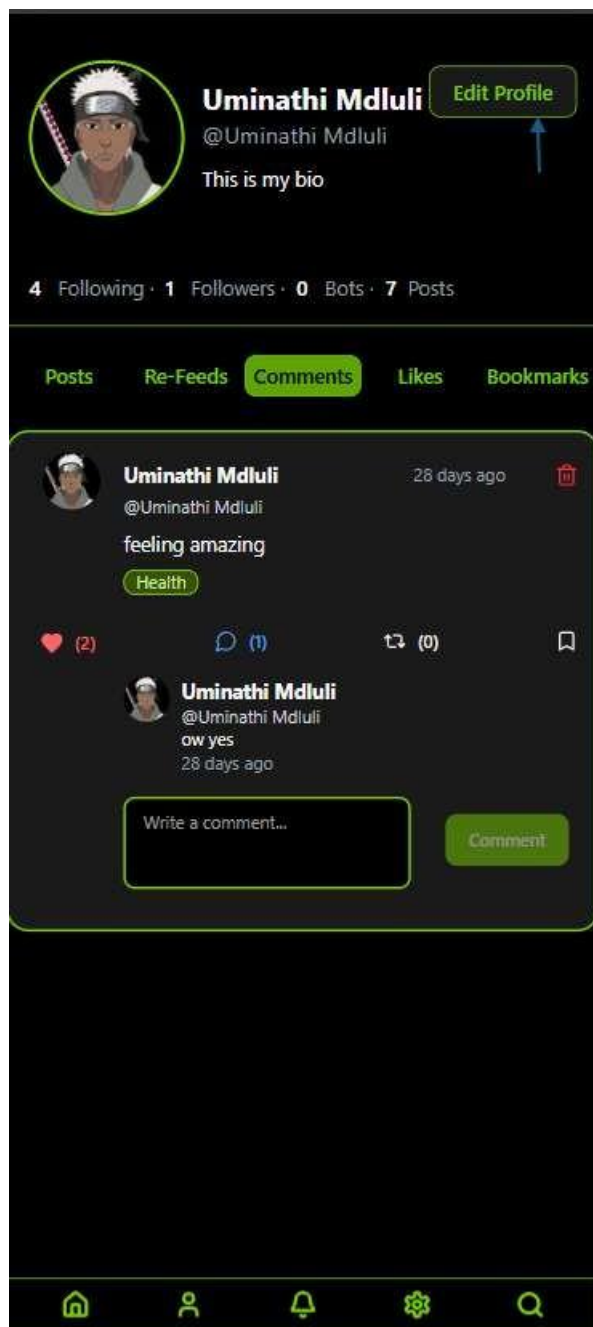 Uminathi Mdluli Edit Profile
@Uminathi Mdluli
This is my bio
4 Following · 1 Followers · 0 Bots · 7 Posts
Posts Re-Feeds Comments Likes Bookmarks
Uminathi Mdluli 28 days ago
@Uminathi Mdluli
feeling amazing
Health
(2) (1) (0)
Uminathi Mdluli
@Uminathi Mdluli
ow yes
28 days ago
Write a comment...
Comment